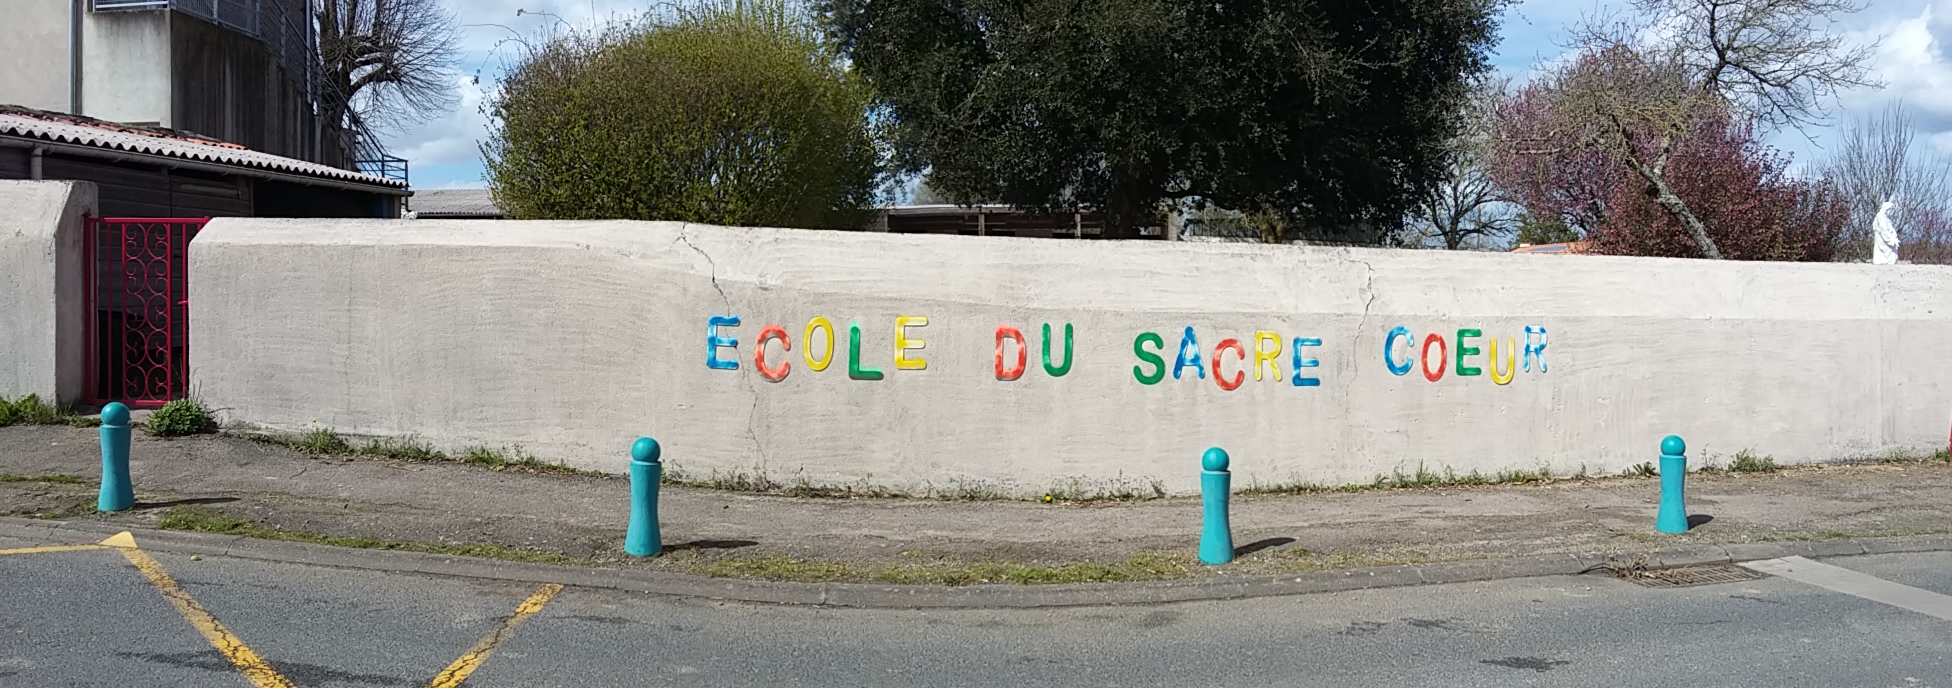 ECOLE DU SACRE COEUR